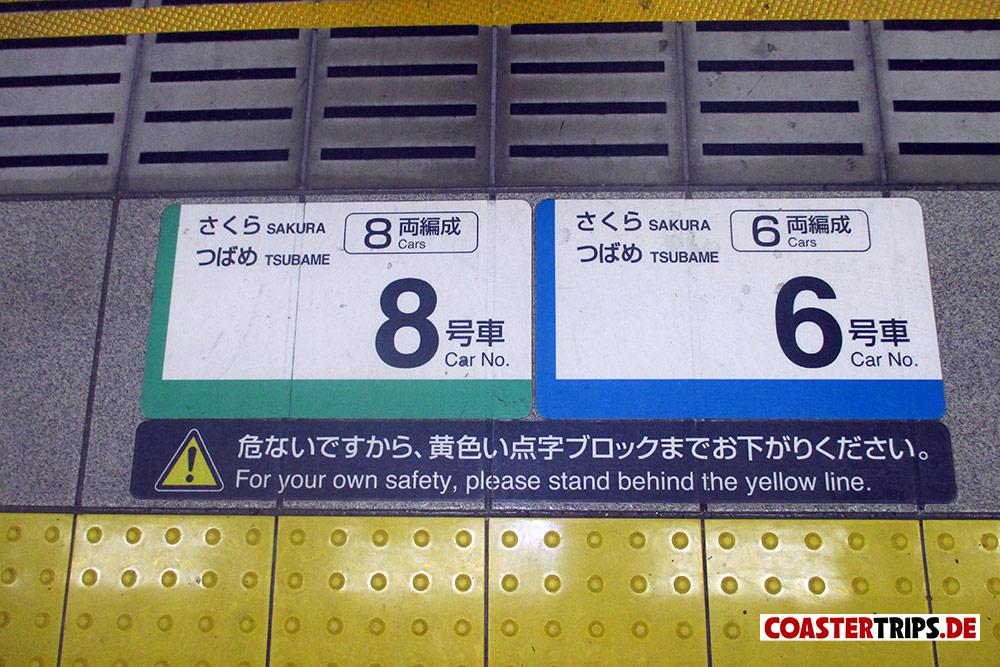 さくら SAKURA
つばめ TSUBAME
8両編成
Cars
8号車
Car No.
さくら SAKURA
つばめ TSUBAME
6両編成
Cars
6号車
Car No.
危ないですから、黄色い点字ブロックまでお下がりください。
For your own safety, please stand behind the yellow line.
COASTERTRIPS.DE